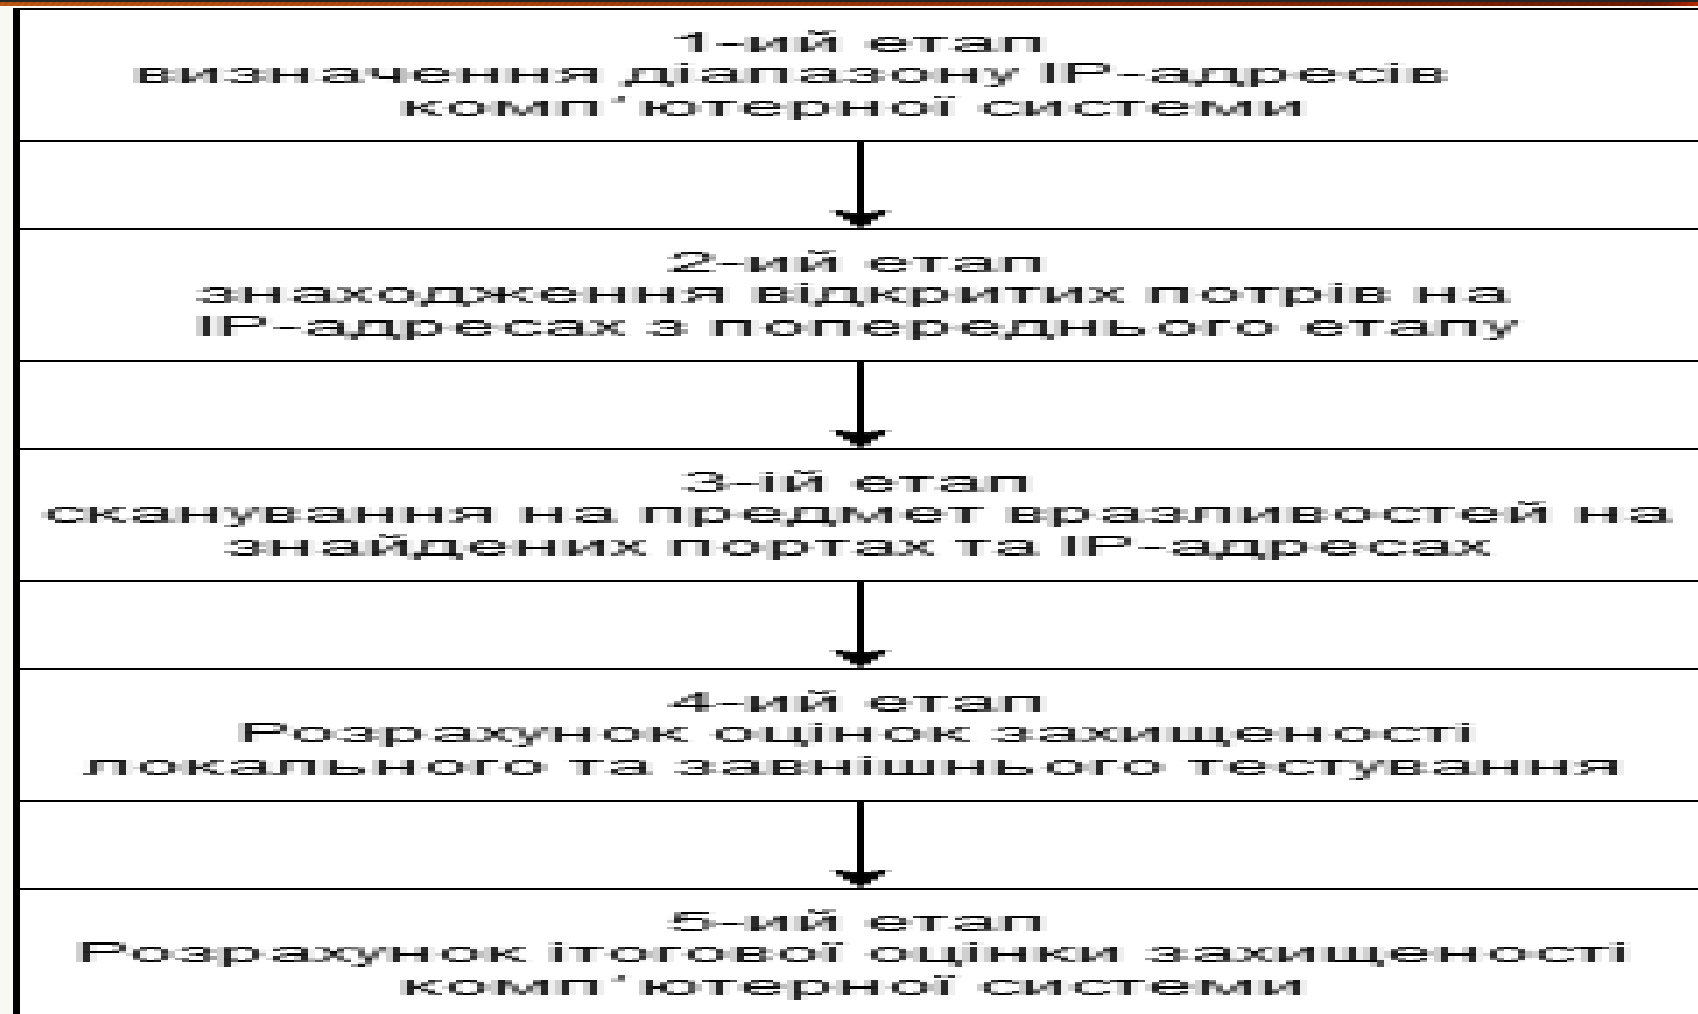 1-ий етап
визначення діапазону IP-адресів
комп'ютерної системи
2-ий етап
знаходження відкритих потрів на
IP-адресах з попереднього етапу
3-ій етап
сканування на предмет вразливостей на
знайдених портах та IP-адресах
4-ий етап
Розрахунок оцінок захищеності
локального та завнішнього тестування
5-ий етап
Розрахунок ітогової оцінки захищеності
комп'ютерної системи